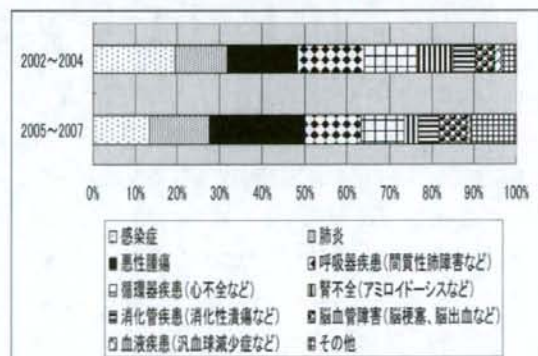 2002～2004
2005～2007
0% 10% 20% 30% 40% 50% 60% 70% 80% 90% 100%
感染症 肺炎
悪性腫瘍 呼吸器疾患(間質性肺障害など)
循環器疾患(心不全など) 腎不全(アミロイドーシスなど)
消化管疾患(消化性潰瘍など) 脳血管障害(脳梗塞、脳出血など)
血液疾患(汎血球減少症など) その他